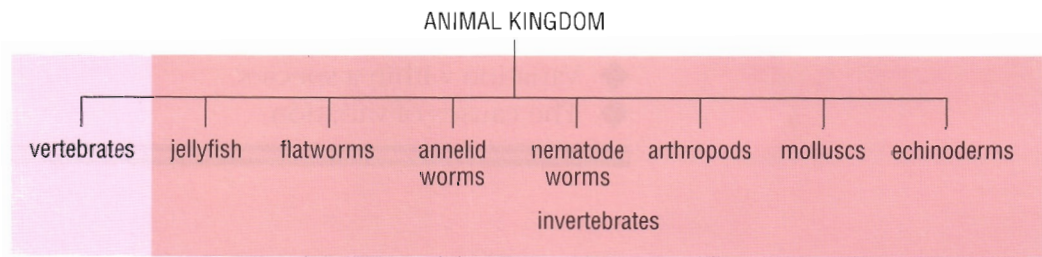 ANIMAL KINGDOM
vertebrates jellyfish flatworms annelid worms nematode worms arthropods molluscs echinoderms
invertebrates